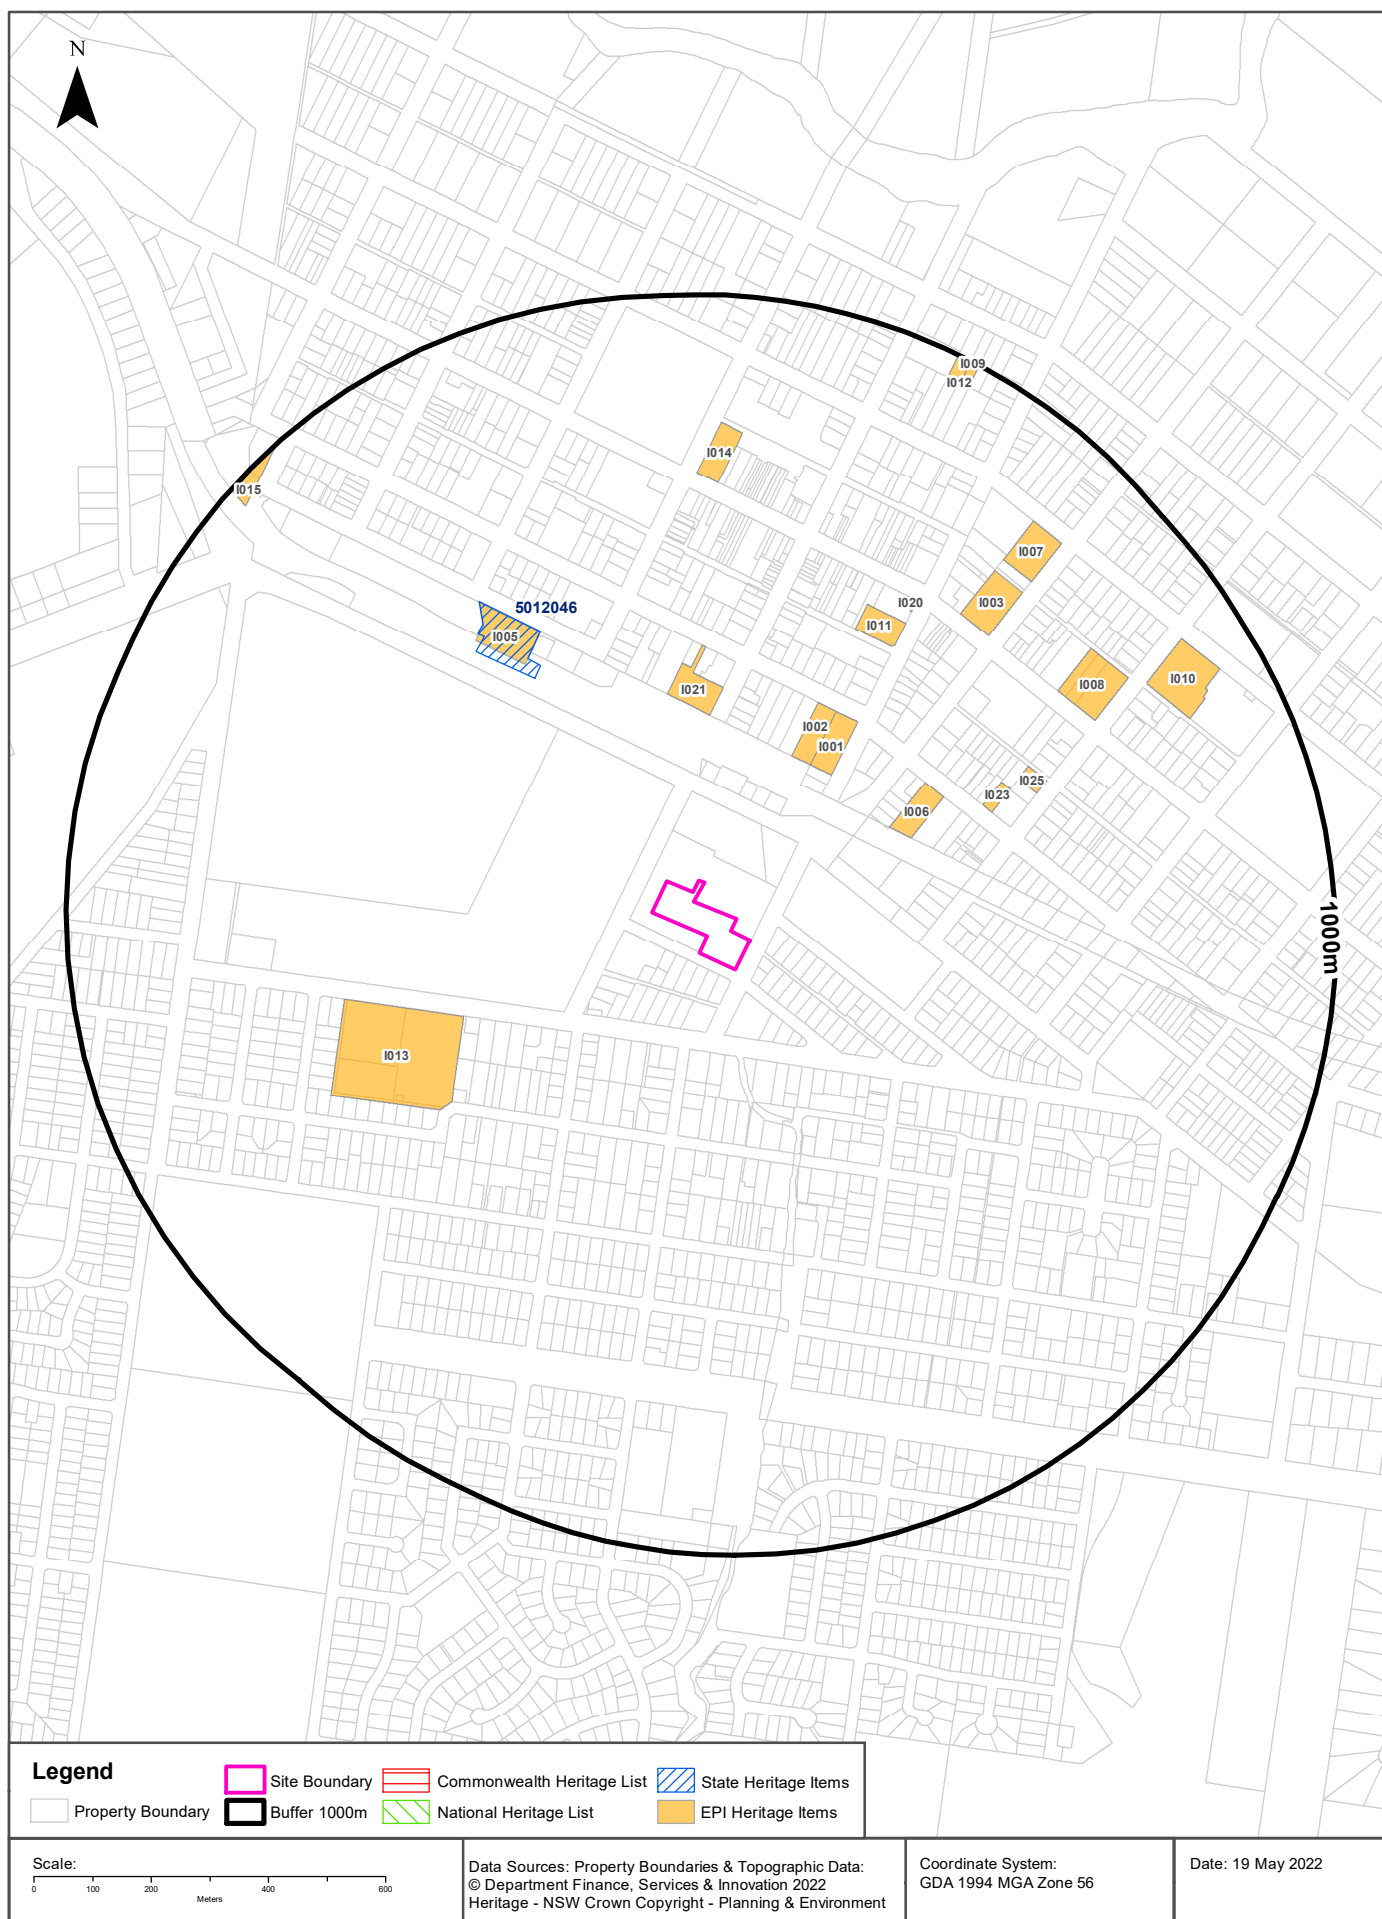 N
I009
I012
I014
I015
I007
5012046
I003
I020
I011
I005
I008
I010
I021
I002
I001
I025
I023
I006
1000m
I013
Legend
Site Boundary
Commonwealth Heritage List
State Heritage Items
Property Boundary
Buffer 1000m
National Heritage List
EPI Heritage Items
Scale:
0 100 200 400 600
Meters
Data Sources: Property Boundaries & Topographic Data:
© Department Finance, Services & Innovation 2022
Heritage - NSW Crown Copyright - Planning & Environment
Coordinate System:
GDA 1994 MGA Zone 56
Date: 19 May 2022